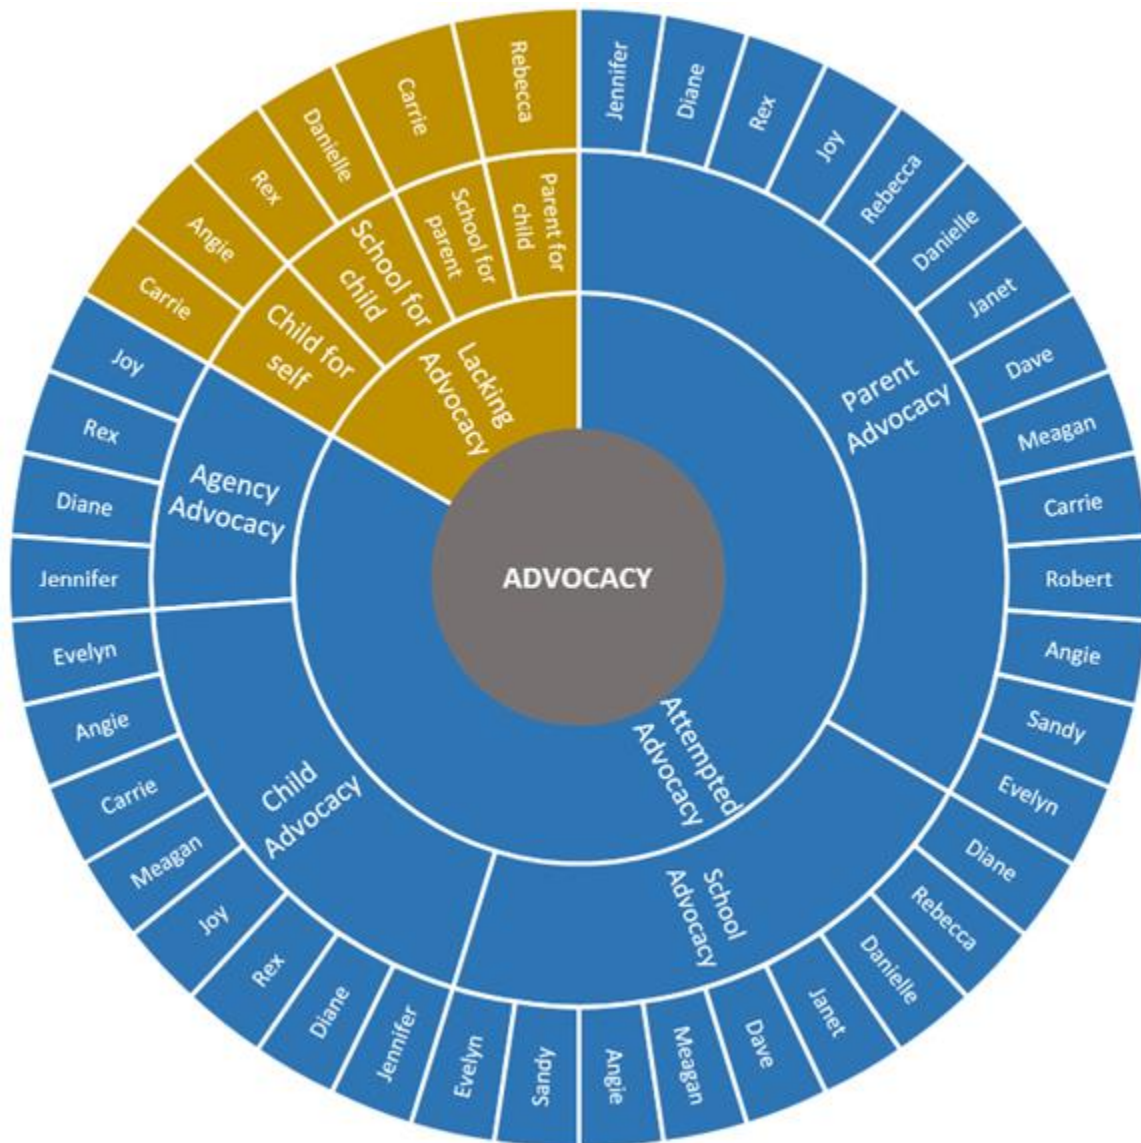 ADVOCACY
Attempted
Advocacy
Parent
Advocacy
Jennifer
Diane
Rex
Joy
Rebecca
Danielle
Janet
Dave
Meagan
Carrie
Robert
Angie
Sandy
Evelyn
School
Advocacy
Diane
Rebecca
Danielle
Janet
Dave
Meagan
Angie
Sandy
Evelyn
Child
Advocacy
Jennifer
Diane
Rex
Joy
Meagan
Carrie
Angie
Evelyn
Agency
Advocacy
Jennifer
Diane
Rex
Joy
Lacking
Advocacy
Child for
self
Carrie
Angie
School for
child
Rex
Danielle
School for
parent
Carrie
Parent for
child
Rebecca